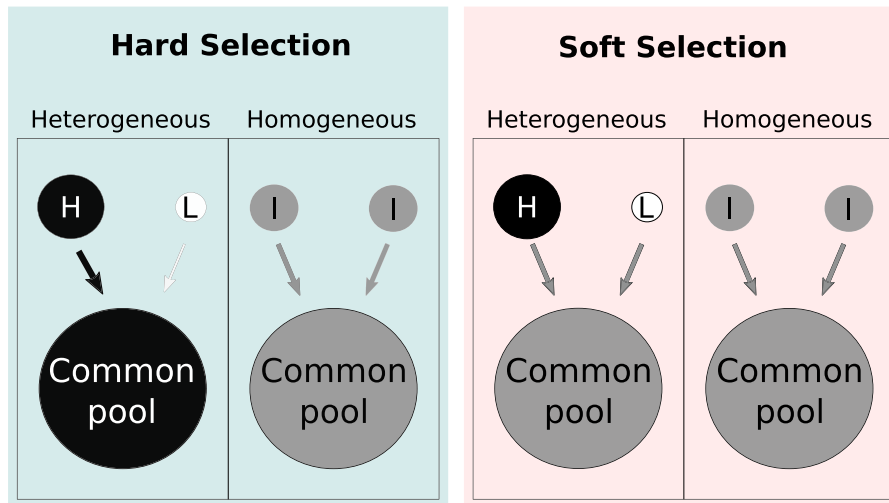 Hard Selection
Heterogeneous Homogeneous
H L I I
Common pool
Common pool
Soft Selection
Heterogeneous Homogeneous
H L I I
Common pool
Common pool